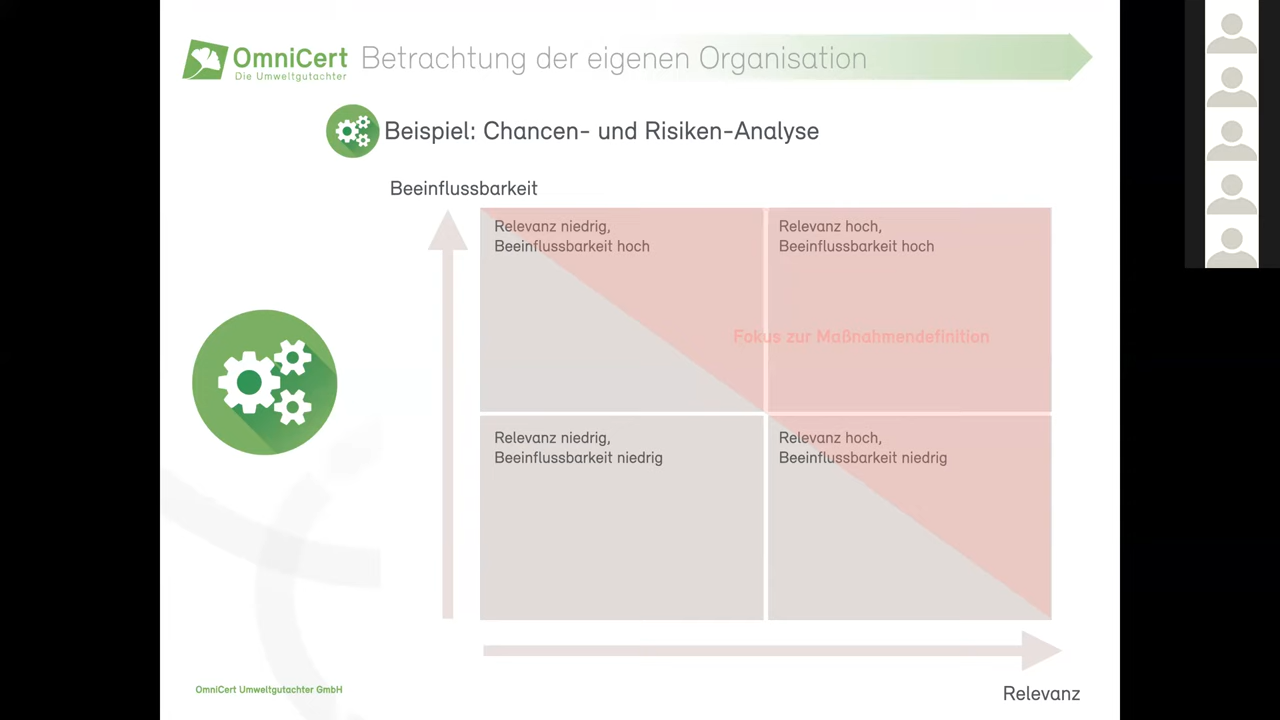 OmniCert
Die Umweltgutachter
Betrachtung der eigenen Organisation
Beispiel: Chancen- und Risiken-Analyse
Beeinflussbarkeit
Relevanz niedrig,
Beeinflussbarkeit hoch
Relevanz hoch,
Beeinflussbarkeit hoch
Fokus zur Maßnahmendefinition
Relevanz niedrig,
Beeinflussbarkeit niedrig
Relevanz hoch,
Beeinflussbarkeit niedrig
OmniCert Umweltgutachter GmbH
Relevanz